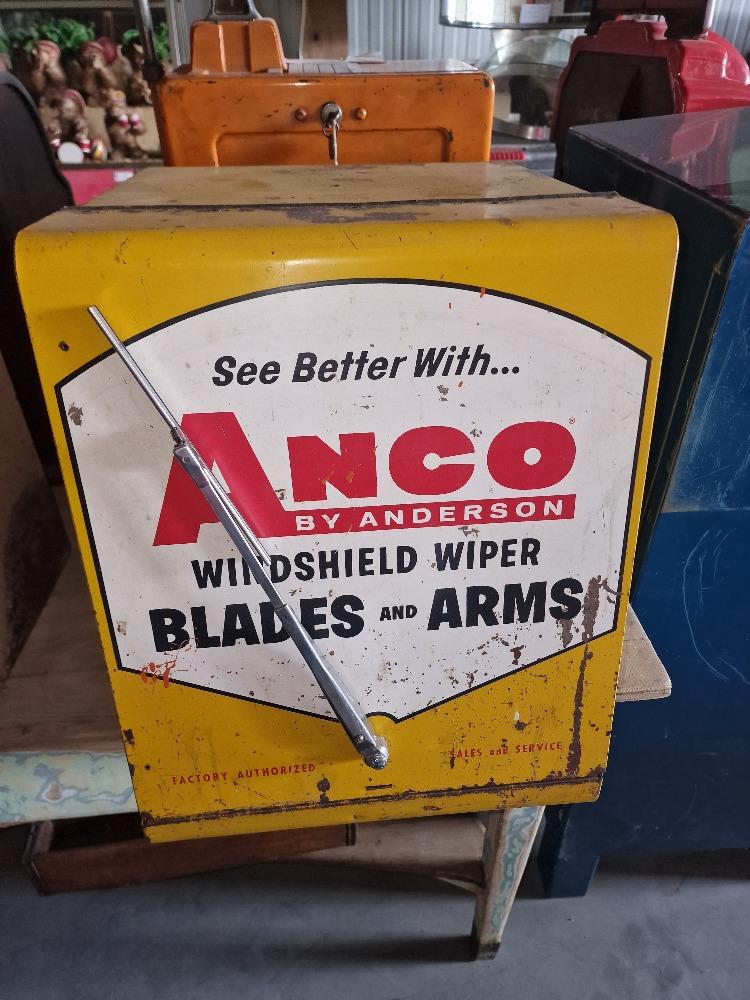 See Better With...
ANCO®
BY ANDERSON
WINDSHIELD WIPER
BLADES AND ARMS
FACTORY AUTHORIZED
SALES and SERVICE